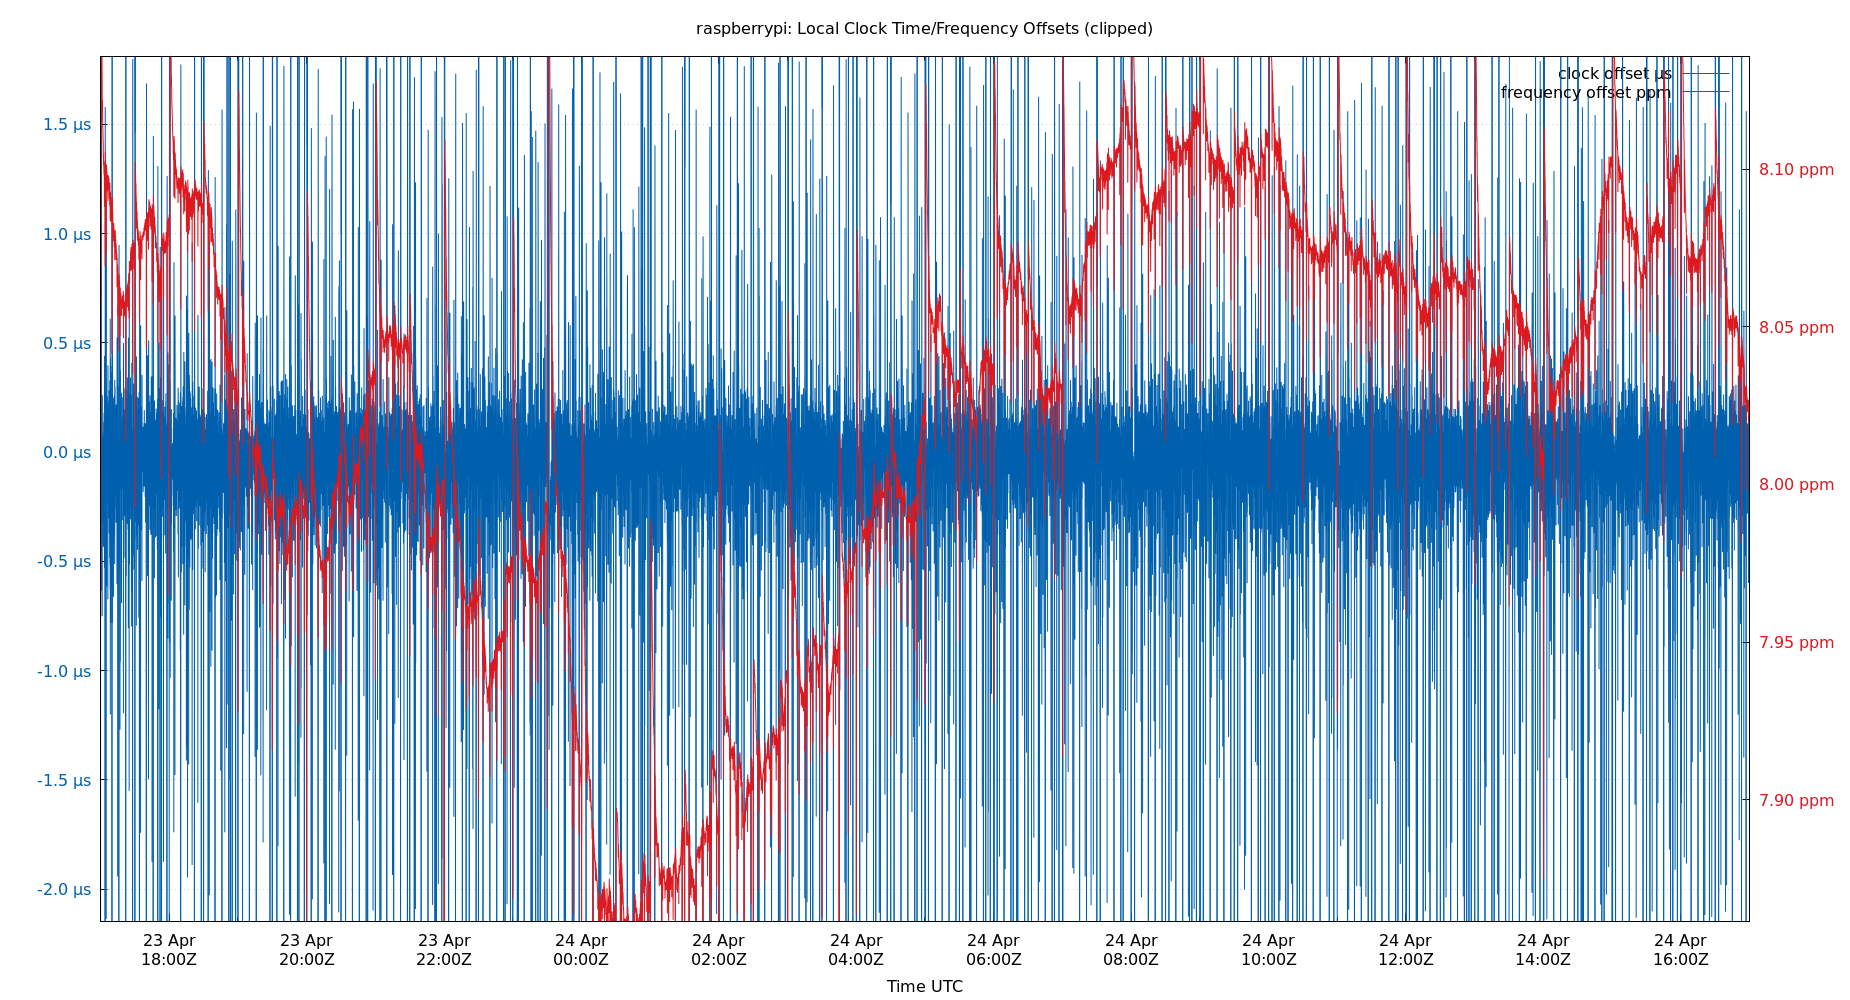 raspberrypi: Local Clock Time/Frequency Offsets (clipped)
clock offset µs
frequency offset ppm
1.5 µs
1.0 µs
0.5 µs
0.0 µs
-0.5 µs
-1.0 µs
-1.5 µs
-2.0 µs
8.10 ppm
8.05 ppm
8.00 ppm
7.95 ppm
7.90 ppm
23 Apr 23 Apr 23 Apr 24 Apr 24 Apr 24 Apr 24 Apr 24 Apr 24 Apr 24 Apr 24 Apr 24 Apr
18:00Z 20:00Z 22:00Z 00:00Z 02:00Z 04:00Z 06:00Z 08:00Z 10:00Z 12:00Z 14:00Z 16:00Z
Time UTC